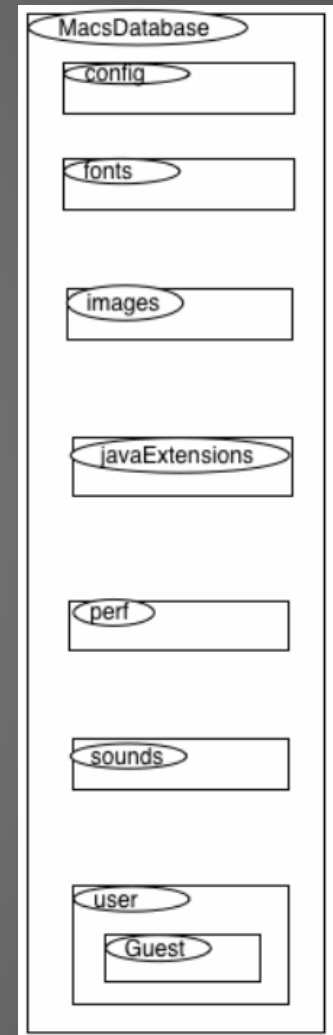 MacsDatabase
config
fonts
images
javaExtensions
perf
sounds
user
Guest